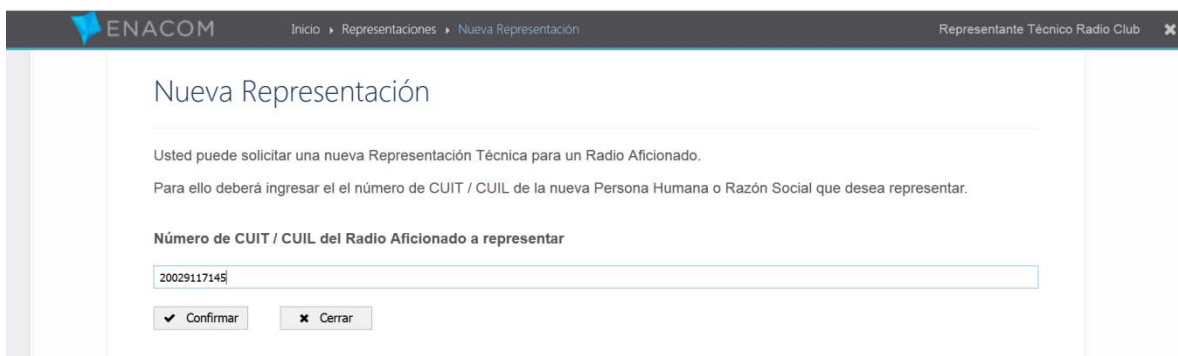 ENACOM Inicio ▸ Representaciones ▸ Nueva Representación Representante Técnico Radio Club ✖
Nueva Representación
Usted puede solicitar una nueva Representación Técnica para un Radio Aficionado.
Para ello deberá ingresar el el número de CUIT / CUIL de la nueva Persona Humana o Razón Social que desea representar.
Número de CUIT / CUIL del Radio Aficionado a representar
20029117145
✔ Confirmar ✖ Cerrar